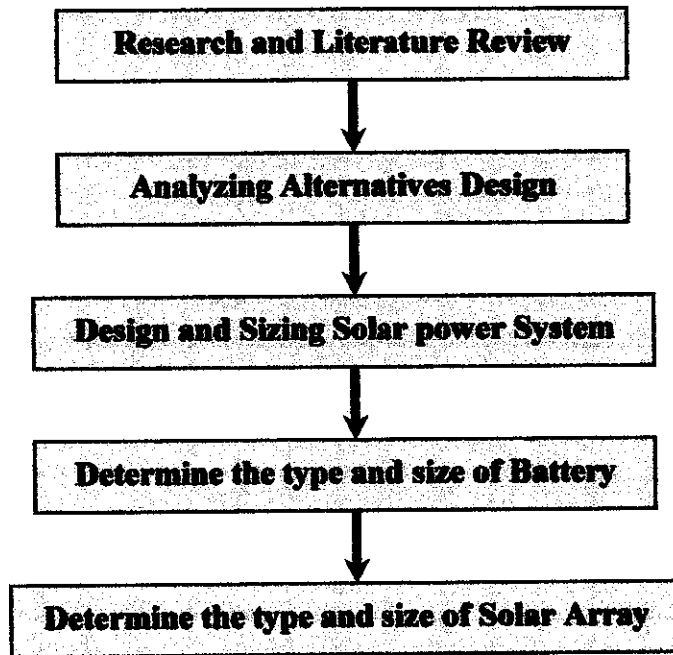 Research and Literature Review
Analyzing Alternatives Design
Design and Sizing Solar power System
Determine the type and size of Battery
Determine the type and size of Solar Array